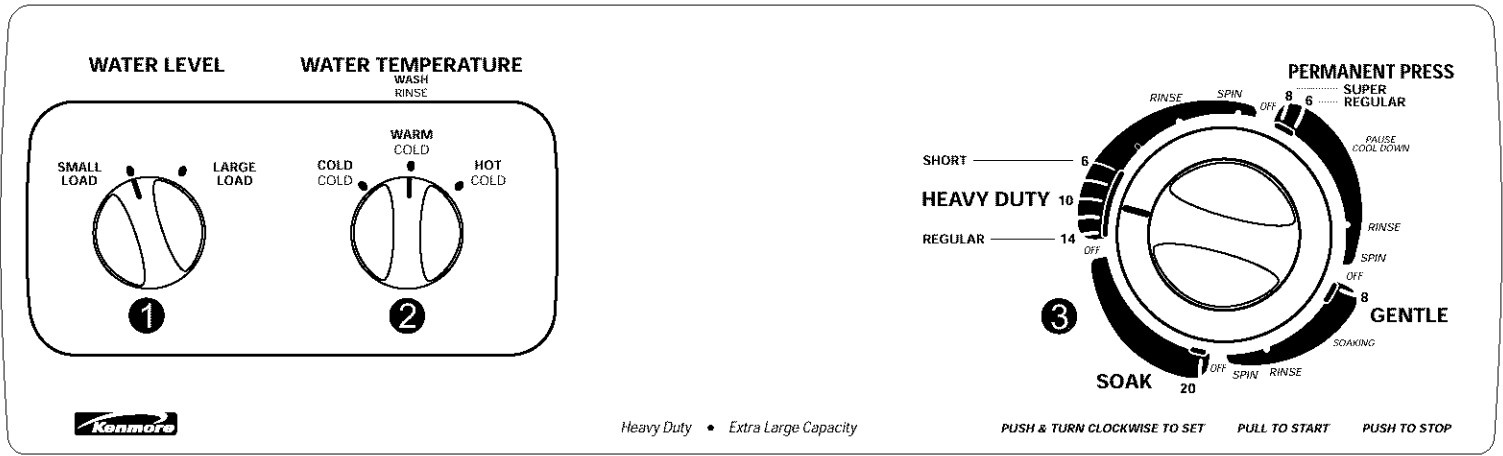 WATER LEVEL
SMALL
LOAD
LARGE
LOAD
1
WATER TEMPERATURE
WASH
RINSE
COLD
COLD
WARM
COLD
HOT
COLD
2
SHORT
6
HEAVY DUTY 10
REGULAR
14
OFF
RINSE
SPIN
OFF
PERMANENT PRESS
8
SUPER
6
REGULAR
PAUSE
COOL DOWN
RINSE
SPIN
OFF
8
GENTLE
SOAKING
RINSE
SPIN
OFF
20
SOAK
3
Kenmore
Heavy Duty • Extra Large Capacity
PUSH & TURN CLOCKWISE TO SET PULL TO START PUSH TO STOP